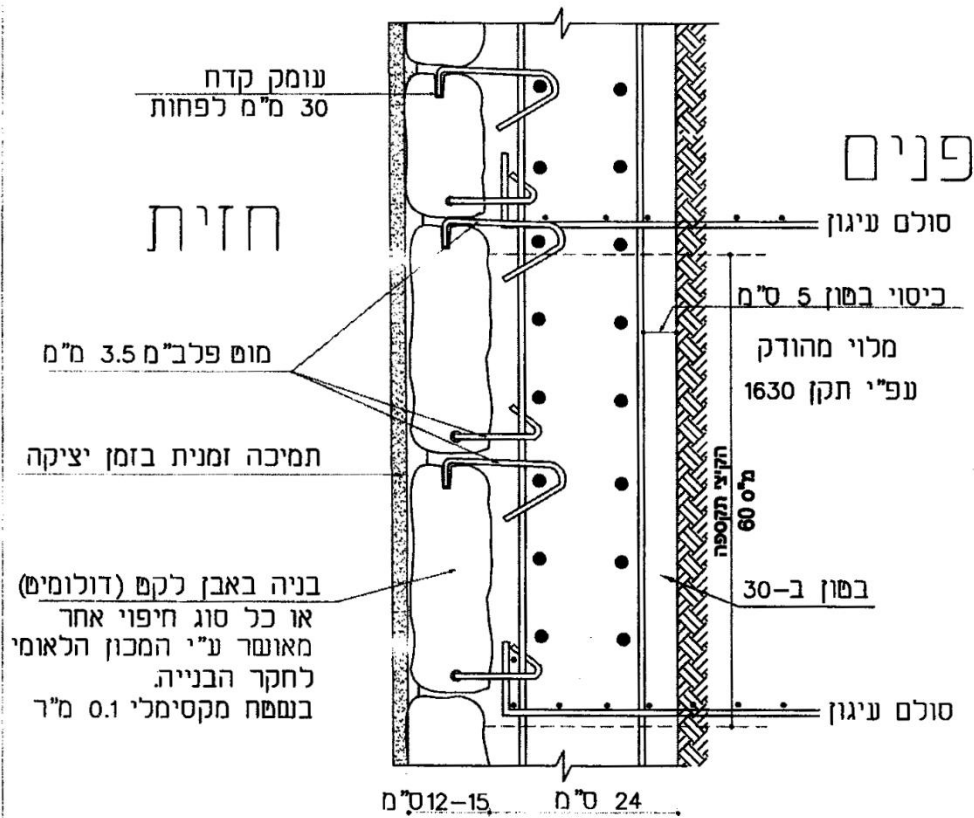 עומק קדח
30 מ"מ לפחות
פנים
חזית
סולם עיגון
כיסוי בטון 5 ס"מ
מלוי מהודק
עפ"י תקן 1630
מוט פלב"מ 3.5 מ"מ
תמיכה זמנית בזמן יציקה
הפסקת יציקה
60 ס"מ
בטון ב-30
בניה באבן לקט (דולומיט)
או כל סוג חיפוי אחר
מאושר ע"י המכון הלאומי
לחקר הבנייה.
בשטח מקסימלי 0.1 מ"ר
סולם עיגון
12-15 ס"מ
24 ס"מ